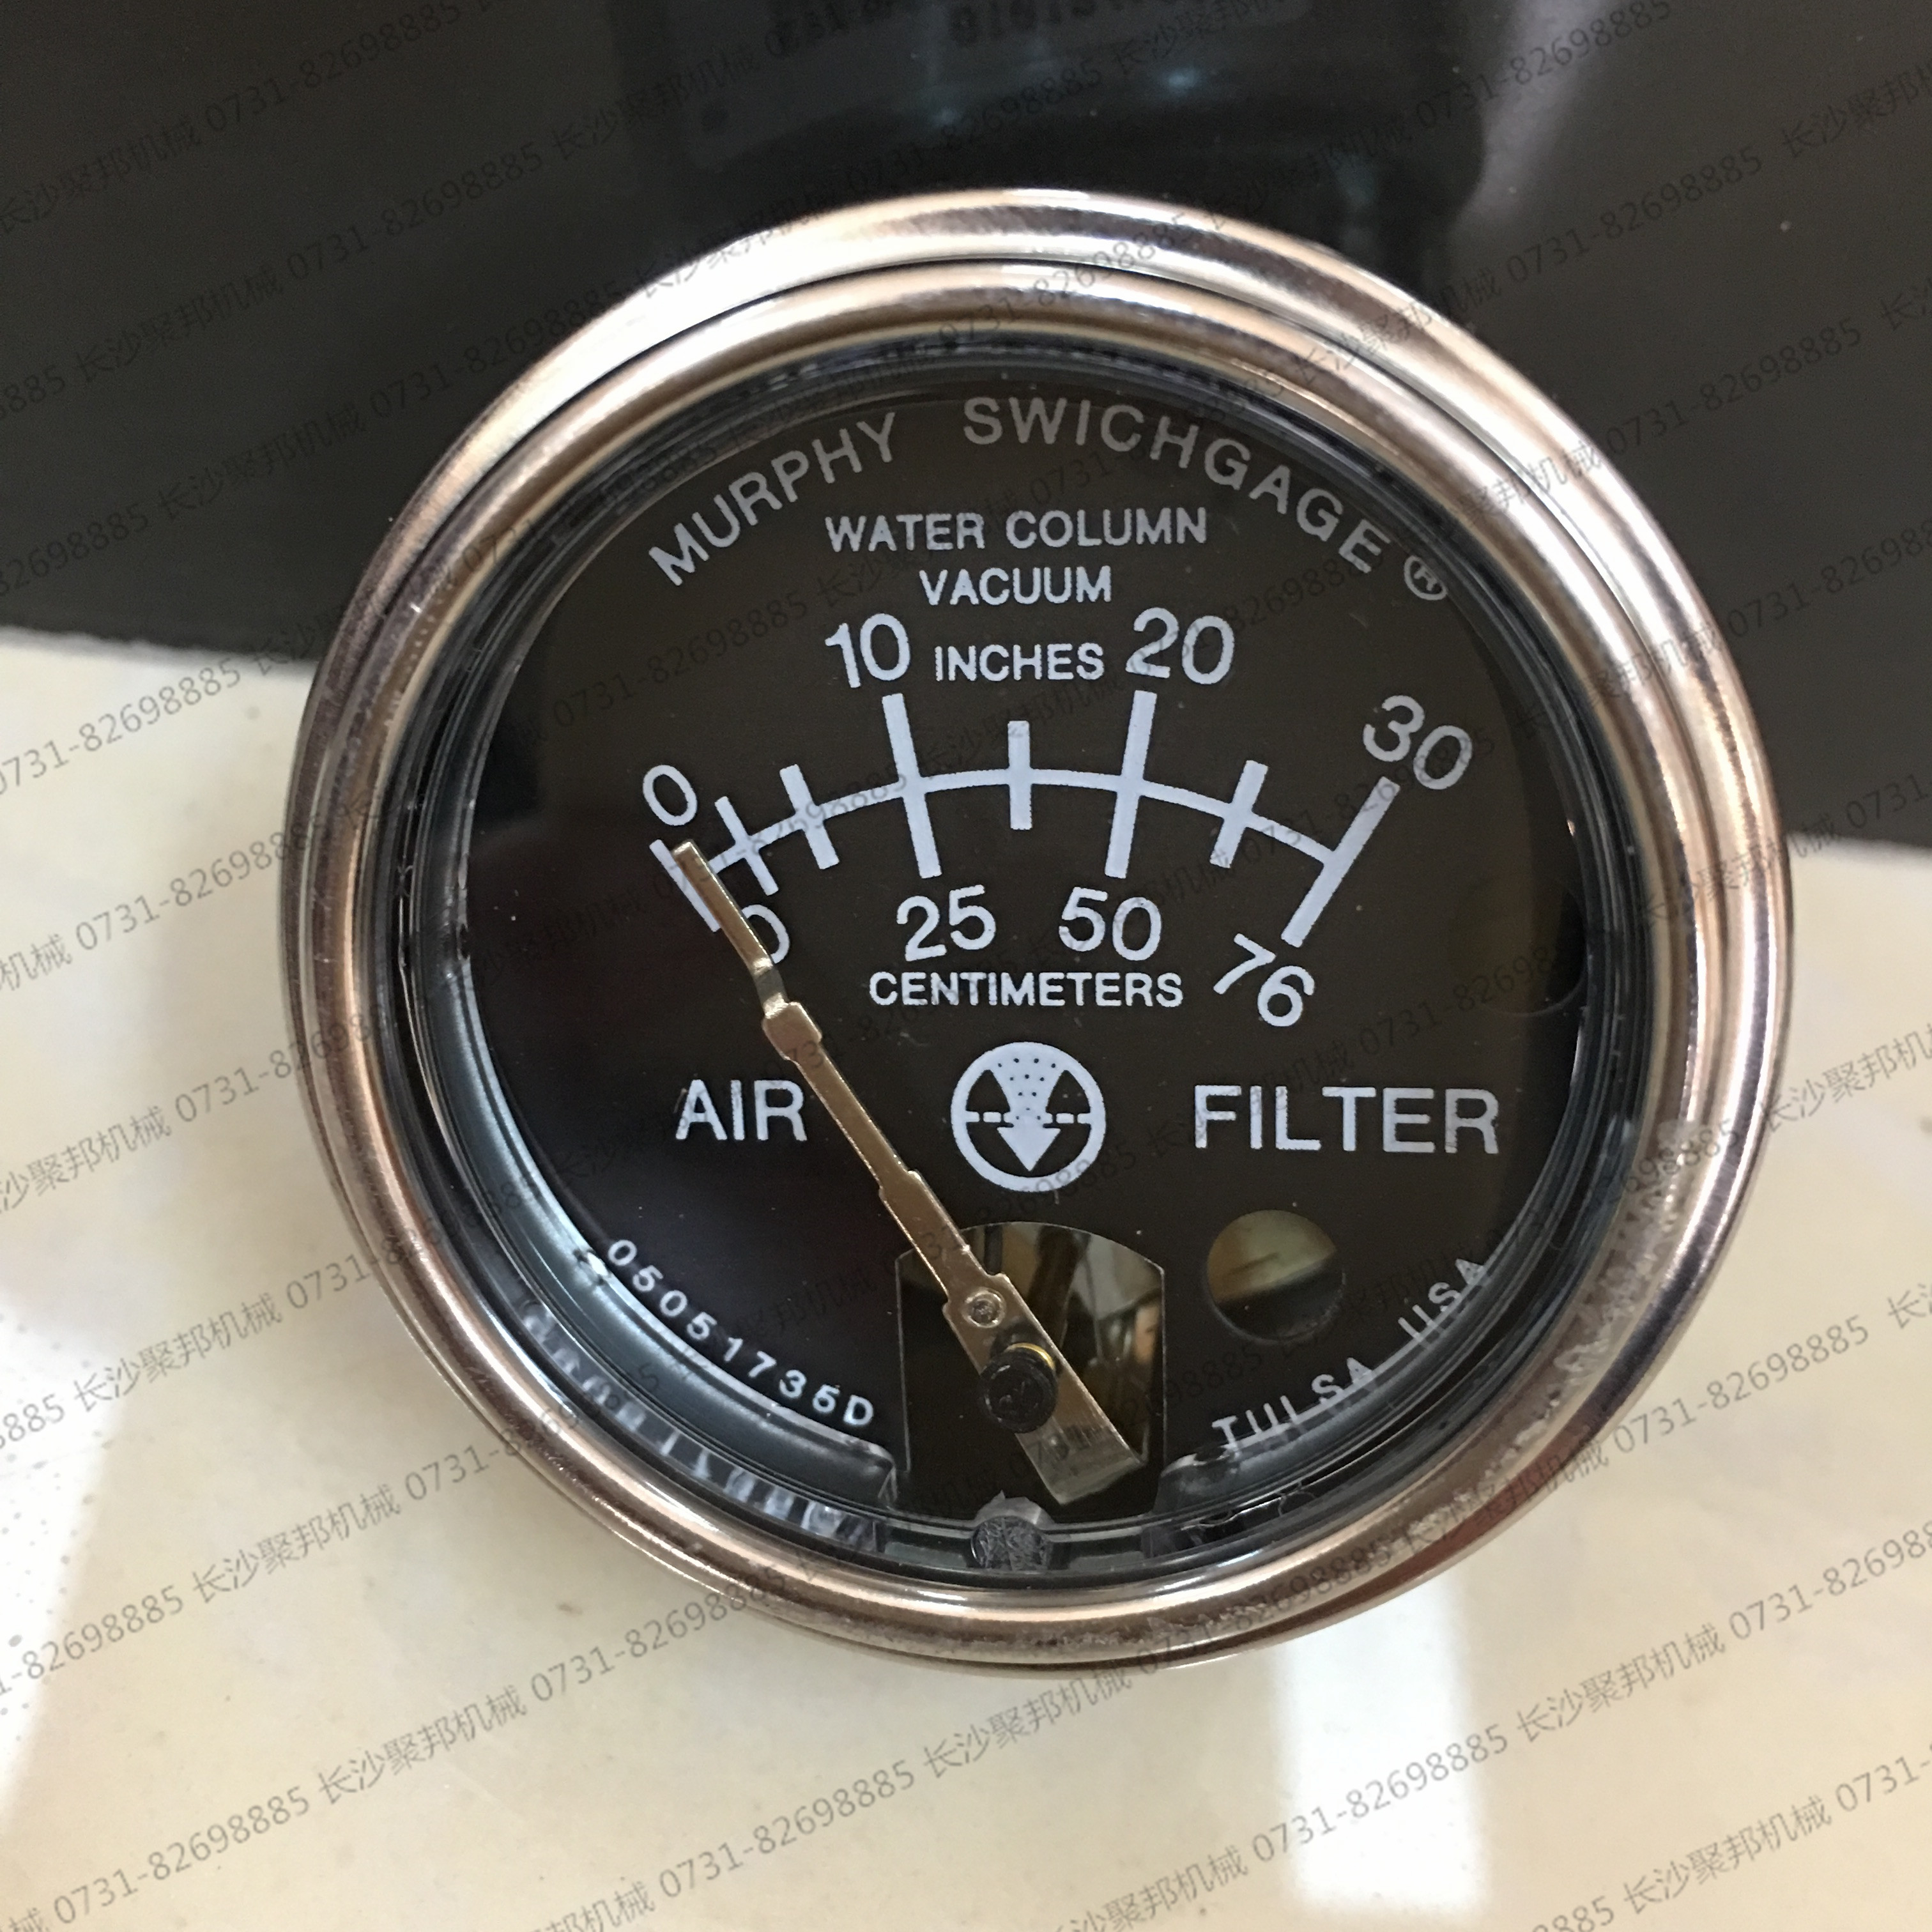 MURPHY SWICHGAGE ®
WATER COLUMN
VACUUM
10 INCHES 20
0 30
0 25 50 76
CENTIMETERS
AIR FILTER
05051735D
TULSA USA
长沙聚邦机械 0731-82698885